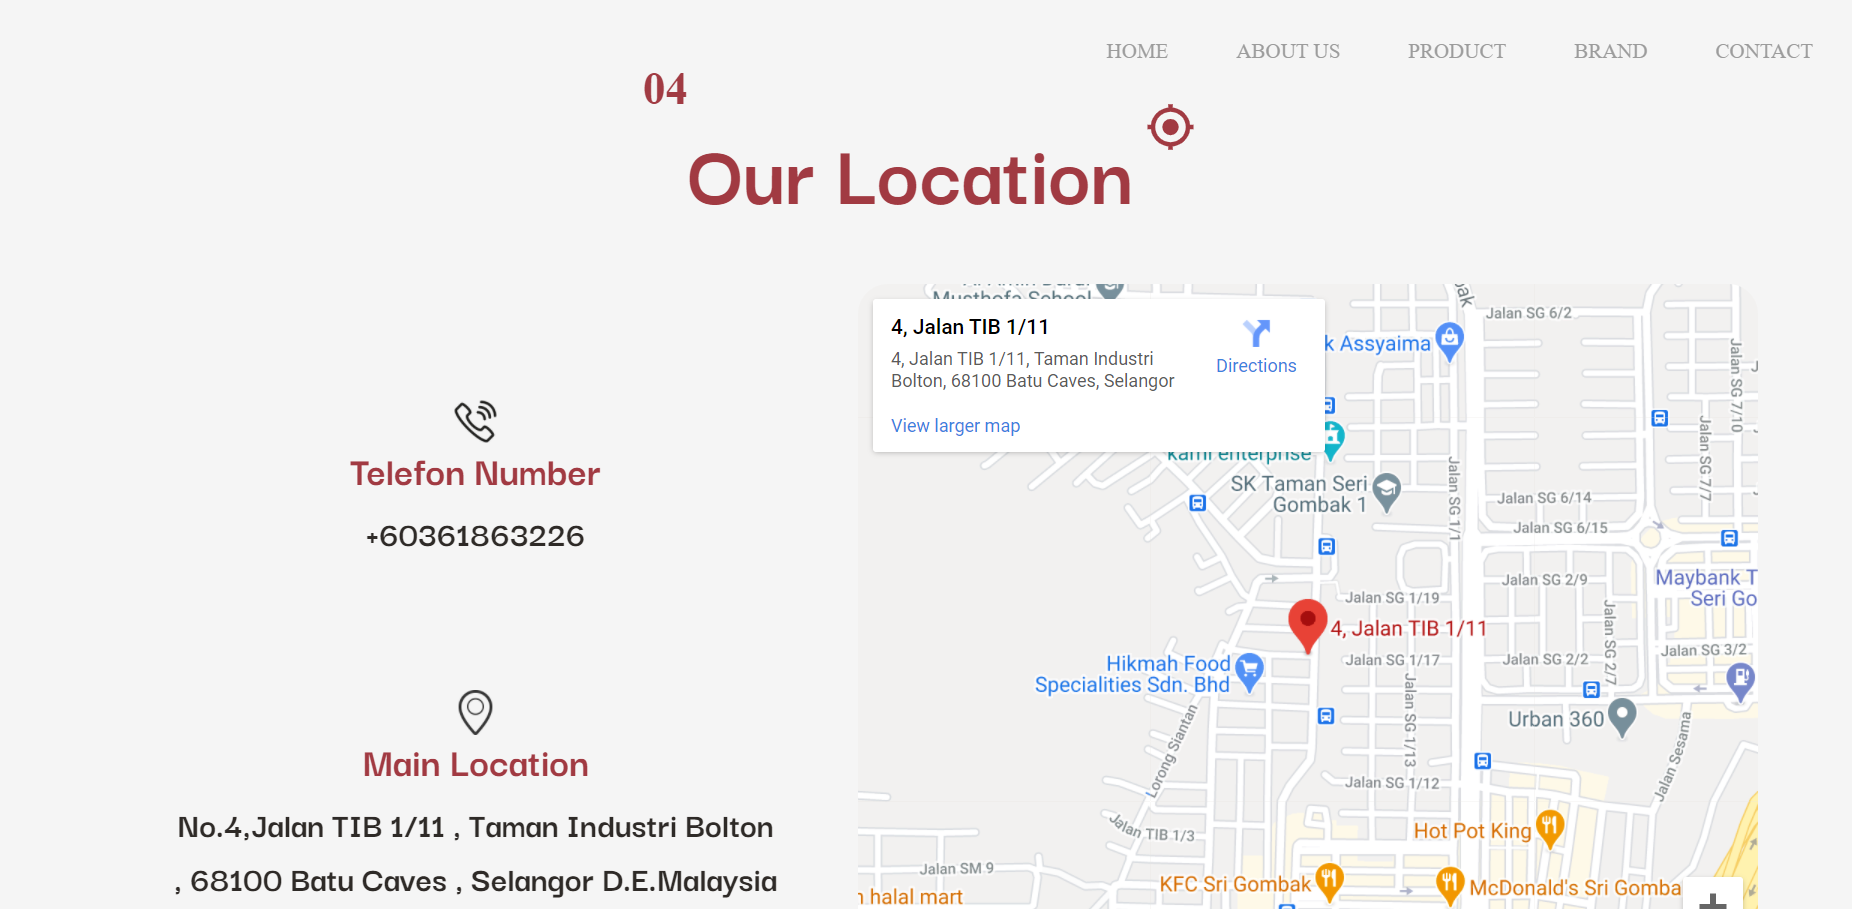 HOME ABOUT US PRODUCT BRAND CONTACT
04
Our Location
Telefon Number
+60361863226
Main Location
No.4,Jalan TIB 1/11 , Taman Industri Bolton
, 68100 Batu Caves , Selangor D.E.Malaysia
Musthofa School
4, Jalan TIB 1/11
4, Jalan TIB 1/11, Taman Industri
Bolton, 68100 Batu Caves, Selangor
Directions
View larger map
k Assyaima
Jalan SG 6/2
Jalan SG 7/10
kami enterprise
SK Taman Seri
Gombak 1
Jalan SG 1/1
Jalan SG 7/7
Jalan SG 6/14
Jalan SG 6/15
Jalan SG 2/9
Maybank T
Seri Go
Jalan SG 1/19
4, Jalan TIB 1/11
Jalan SG 2/7
Hikmah Food
Specialities Sdn. Bhd
Jalan SG 1/17
Jalan SG 2/2
Jalan SG 3/2
Jalan SG 1/13
Urban 360
Lorong Siantan
Jalan Sesama
Jalan SG 1/12
Jalan TIB 1/3
Hot Pot King
Jalan SM 9
KFC Sri Gombak
McDonald's Sri Gomba
halal mart